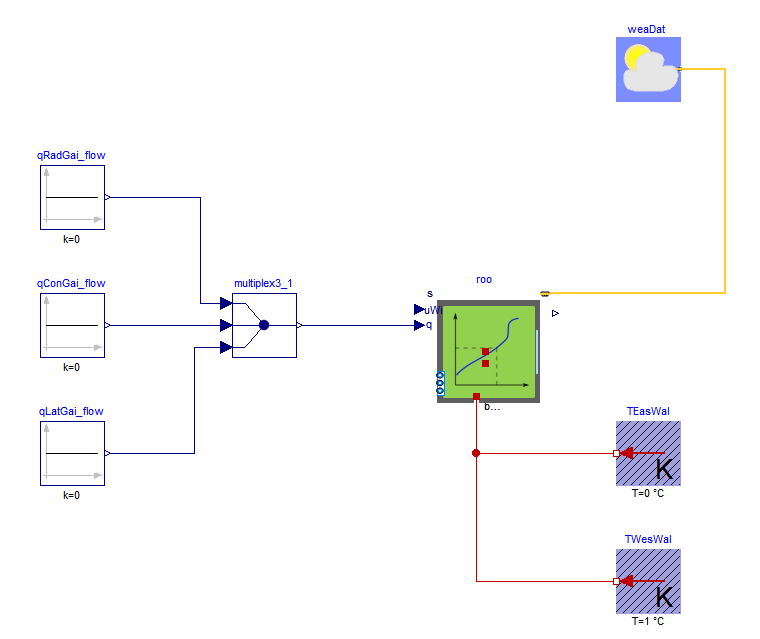 weaDat
qRadGai_flow
k=0
qConGai_flow
multiplex3_1
roo
s
uWi
q
k=0
b...
qLatGai_flow
TEasWal
K
k=0
T=0 °C
TWesWal
K
T=1 °C